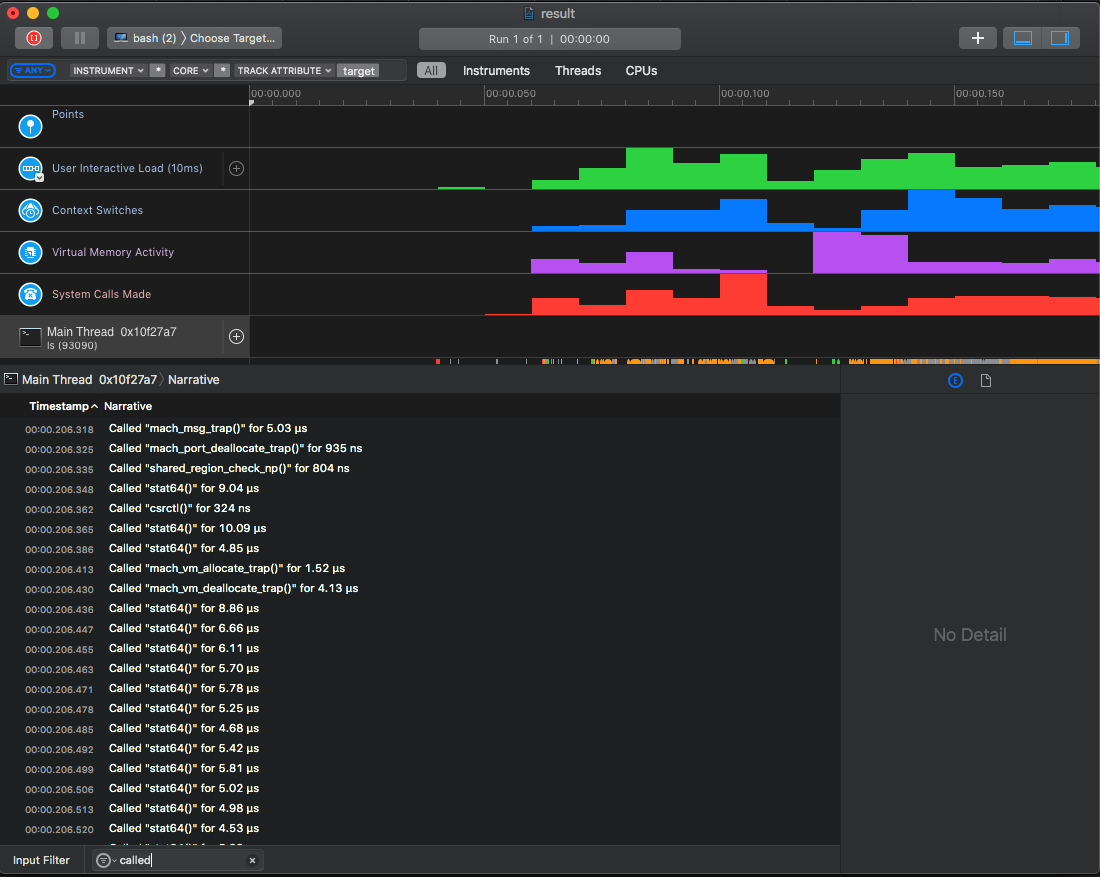 result
bash (2) 〉Choose Target...
Run 1 of 1 | 00:00:00
ANY INSTRUMENT * CORE * TRACK ATTRIBUTE target All Instruments Threads CPUs
00:00.000 00:00.050 00:00.100 00:00.150
Points
User Interactive Load (10ms)
Context Switches
Virtual Memory Activity
System Calls Made
Main Thread 0x10f27a7
ls (93090)
Main Thread 0x10f27a7 〉Narrative
Timestamp Narrative
00:00.206.318 Called "mach_msg_trap()" for 5.03 µs
00:00.206.325 Called "mach_port_deallocate_trap()" for 935 ns
00:00.206.335 Called "shared_region_check_np()" for 804 ns
00:00.206.348 Called "stat64()" for 9.04 µs
00:00.206.362 Called "csrctl()" for 324 ns
00:00.206.365 Called "stat64()" for 10.09 µs
00:00.206.386 Called "stat64()" for 4.85 µs
00:00.206.413 Called "mach_vm_allocate_trap()" for 1.52 µs
00:00.206.430 Called "mach_vm_deallocate_trap()" for 4.13 µs
00:00.206.436 Called "stat64()" for 8.86 µs
00:00.206.447 Called "stat64()" for 6.66 µs
00:00.206.455 Called "stat64()" for 6.11 µs
00:00.206.463 Called "stat64()" for 5.70 µs
00:00.206.471 Called "stat64()" for 5.78 µs
00:00.206.478 Called "stat64()" for 5.25 µs
00:00.206.485 Called "stat64()" for 4.68 µs
00:00.206.492 Called "stat64()" for 5.42 µs
00:00.206.499 Called "stat64()" for 5.81 µs
00:00.206.506 Called "stat64()" for 5.02 µs
00:00.206.513 Called "stat64()" for 4.98 µs
00:00.206.520 Called "stat64()" for 4.53 µs
No Detail
Input Filter called